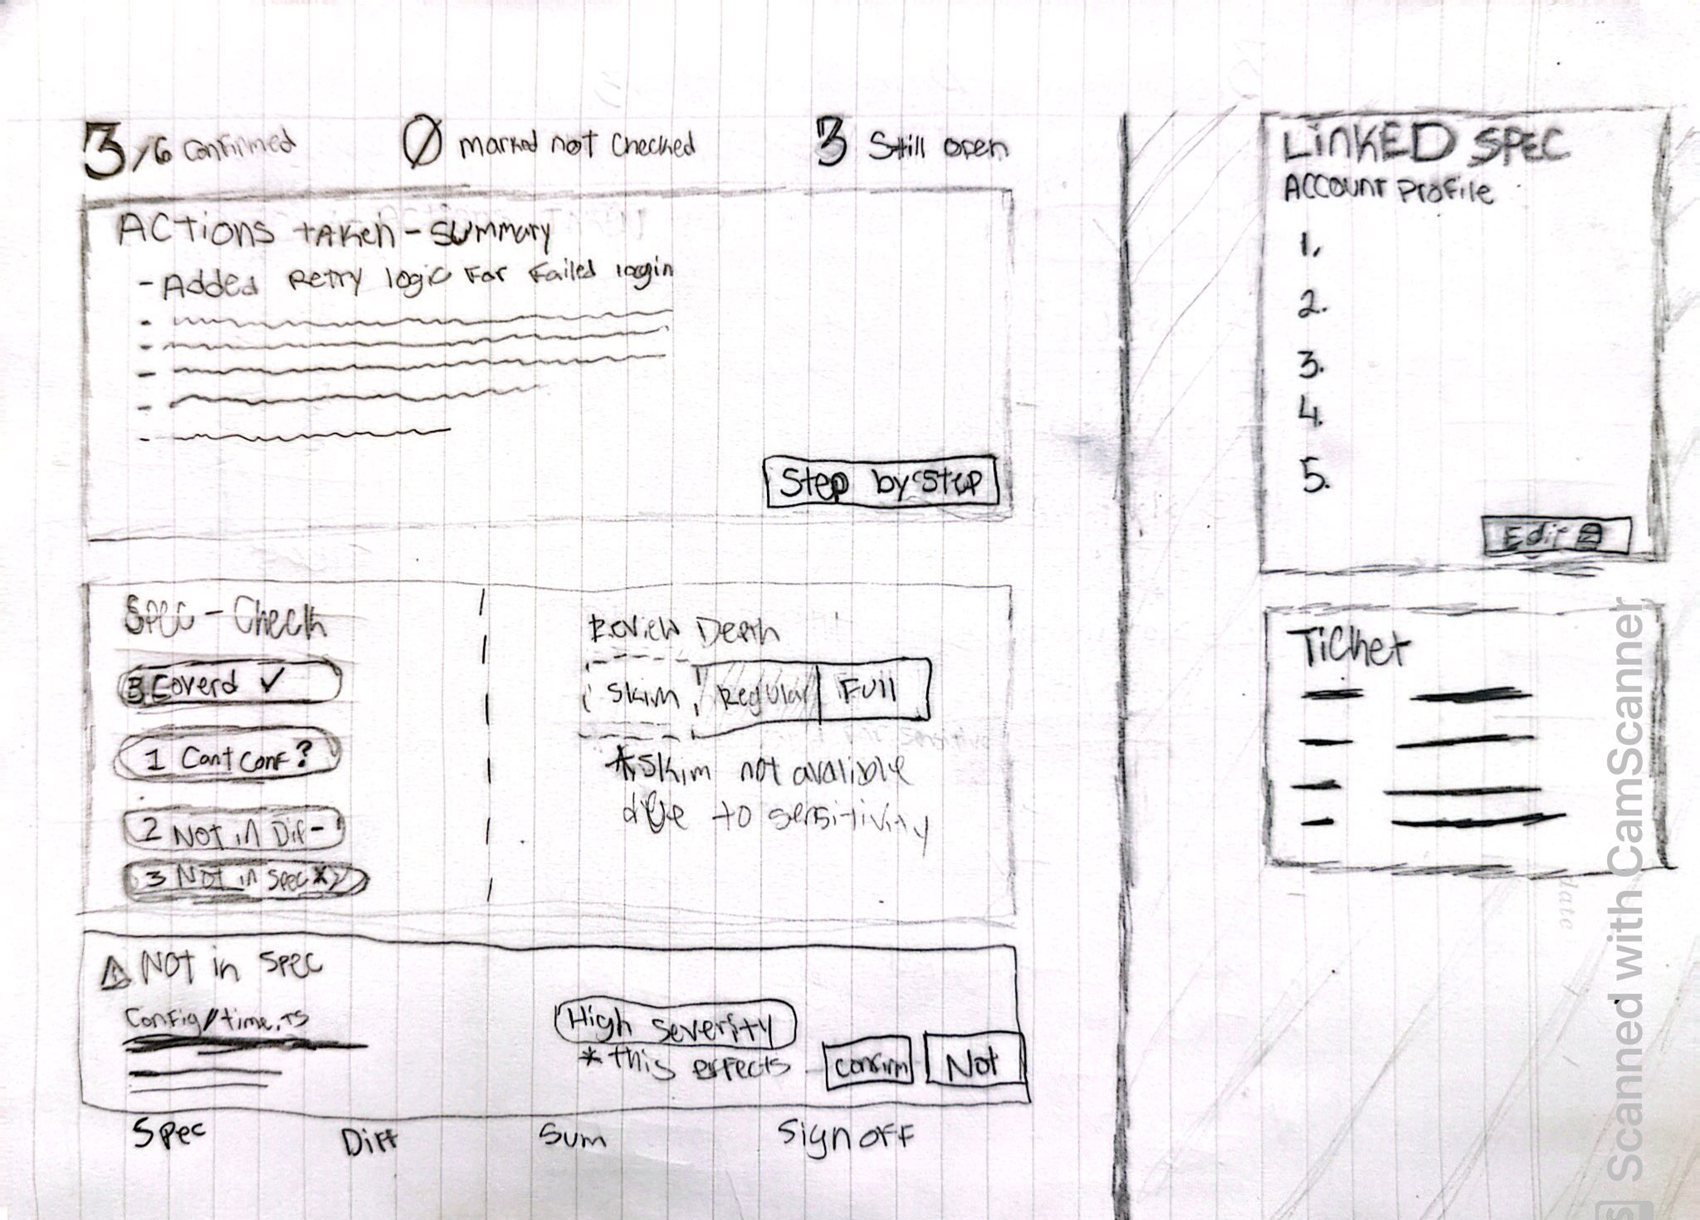 3/6 confirmed
0 marked not checked
3 still open
Actions taken - Summary
- Added Retry logic for failed login
Step by step
Spec - Check
3 Coverd ✓
1 Cant conf ?
2 Not in Dif -
3 Not in Spec
Review Depth
Skim
Regular
Full
*Skim not avalible
due to sensitivity
⚠ Not in Spec
Config/time.ts
High Severity
*this effects
confirm
Not
Spec
Diff
Sum
Sign off
LINKED SPEC
Account Profile
1.
2.
3.
4.
5.
Edit
Ticket
Scanned with CamScanner